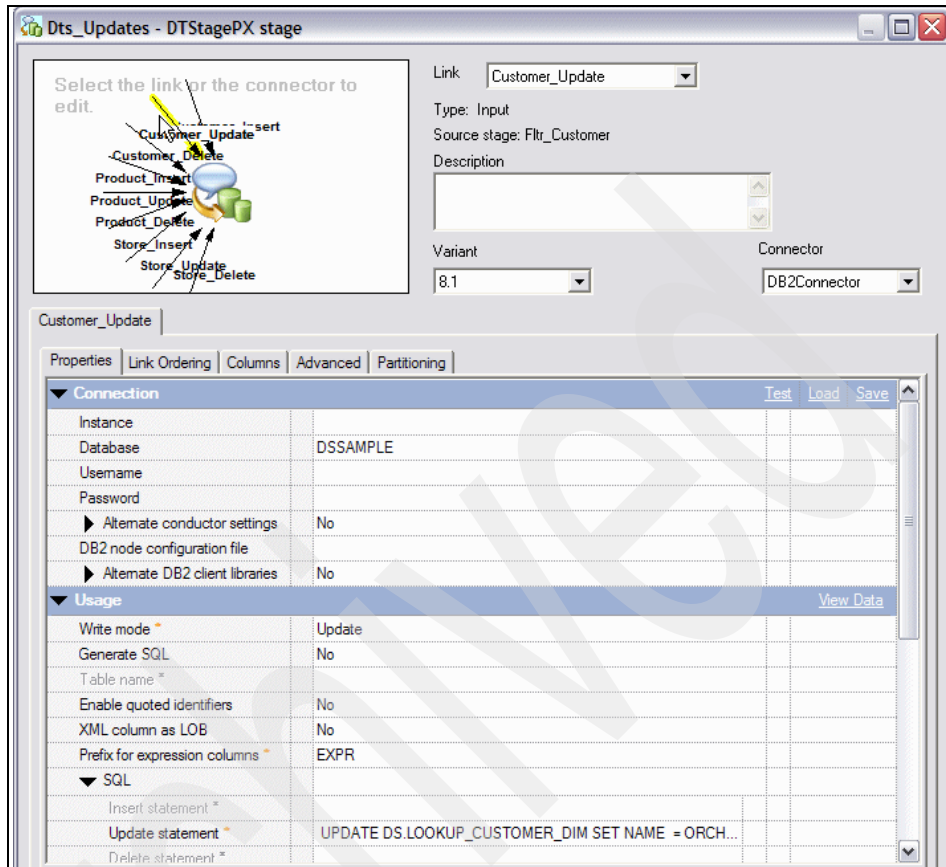 Dts_Updates - DTStagePX stage
Select the link or the connector to
edit.
Customer_Insert
Customer_Update
Customer_Delete
Product_Insert
Product_Update
Product_Delete
Store_Insert
Store_Update
Store_Delete
Link
Customer_Update
Type: Input
Source stage: Fltr_Customer
Description
Variant
Connector
8.1
DB2Connector
Customer_Update
Properties
Link Ordering
Columns
Advanced
Partitioning
Connection
Test
Load
Save
Instance
Database DSSAMPLE
Username
Password
Alternate conductor settings No
DB2 node configuration file
Alternate DB2 client libraries No
Usage View Data
Write mode * Update
Generate SQL No
Table name *
Enable quoted identifiers No
XML column as LOB No
Prefix for expression columns * EXPR
SQL
Insert statement *
Update statement * UPDATE DS.LOOKUP_CUSTOMER_DIM SET NAME = ORCH...
Delete statement *